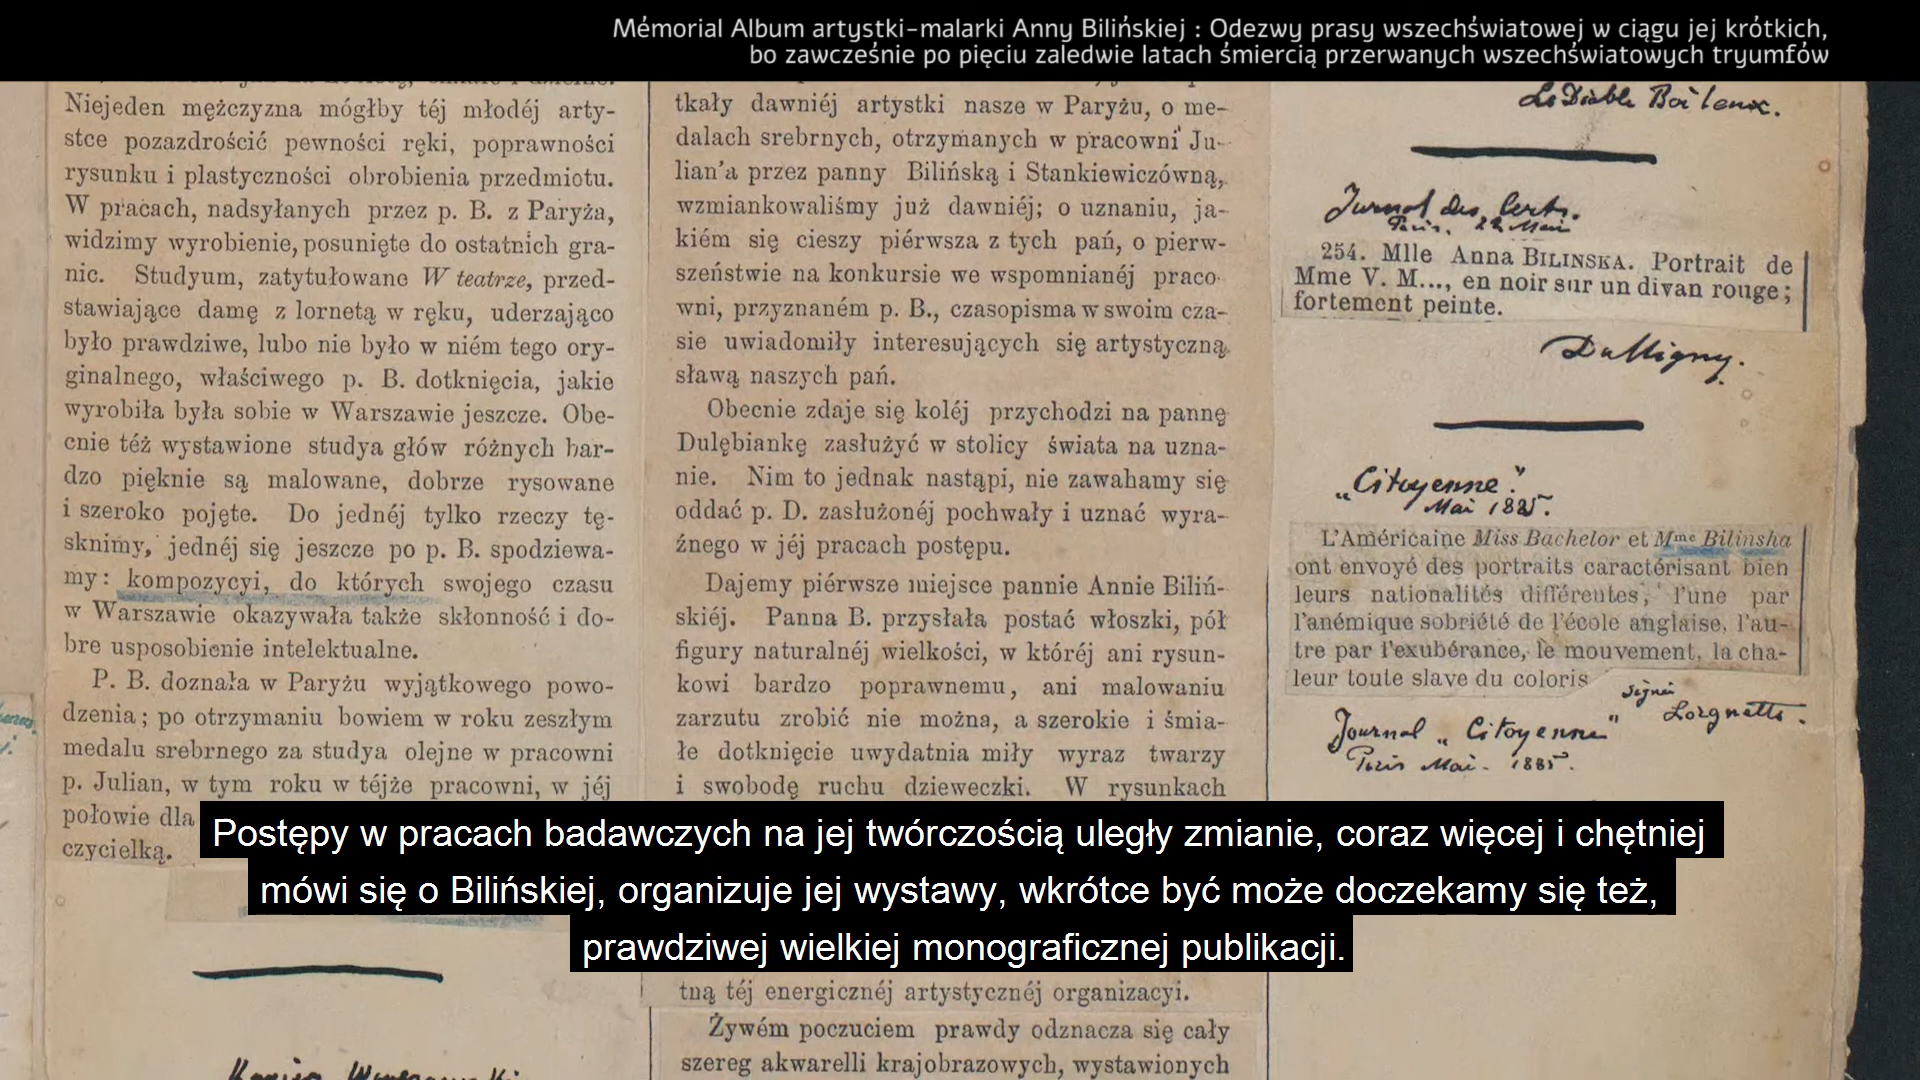 Mémorial Album artystki-malarki Anny Bilińskiej : Odezwy prasy wszechświatowej w ciągu jej krótkich,
bo zawcześnie po pięciu zaledwie latach śmiercią przerwanych wszechświatowych tryumfów
Niejeden mężczyzna mógłby téj młodéj arty-
stce pozazdrościć pewności ręki, poprawności
rysunku i plastyczności obrobienia przedmiotu.
W pracach, nadsyłanych przez p. B. z Paryża,
widzimy wyrobienie, posunięte do ostatnich gra-
nic. Studyum, zatytułowane W teatrze, przed-
stawiające damę z lornetą w ręku, uderzająco
było prawdziwe, lubo nie było w niém tego ory-
ginalnego, właściwego p. B. dotknięcia, jakie
wyrobiła była sobie w Warszawie jeszcze. Obe-
cnie téż wystawione studya głów różnych bar-
dzo pięknie są malowane, dobrze rysowane
i szeroko pojęte. Do jednéj tylko rzeczy tę-
sknimy, jednéj się jeszcze po p. B. spodziewa-
my: kompozycyi, do których swojego czasu
w Warszawie okazywała także skłonność i do-
bre usposobienie intelektualne.
P. B. doznała w Paryżu wyjątkowego powo-
dzenia; po otrzymaniu bowiem w roku zeszłym
medalu srebrnego za studya olejne w pracowni
p. Julian, w tym roku w téjże pracowni, w jéj
połowie dla
czycielką.
tkały dawniéj artystki nasze w Paryżu, o me-
dalach srebrnych, otrzymanych w pracowni Ju-
lian'a przez panny Bilińską i Stankiewiczówną,
wzmiankowaliśmy już dawniéj; o uznaniu, ja-
kiém się cieszy piérwsza z tych pań, o pierw-
szeństwie na konkursie we wspomnianéj praco-
wni, przyznaném p. B., czasopisma w swoim cza-
sie uwiadomiły interesujących się artystyczną
sławą naszych pań.
Obecnie zdaje się koléj przychodzi na pannę
Dulębiankę zasłużyć w stolicy świata na uzna-
nie. Nim to jednak nastąpi, nie zawahamy się
oddać p. D. zasłużonéj pochwały i uznać wyra-
źnego w jéj pracach postępu.
Dajemy piérwsze miejsce pannie Annie Biliń-
skiéj. Panna B. przysłała postać włoszki, pół
figury naturalnéj wielkości, w któréj ani rysun-
kowi bardzo poprawnemu, ani malowaniu
zarzutu zrobić nie można, a szerokie i śmia-
łe dotknięcie uwydatnia miły wyraz twarzy
i swobodę ruchu dzieweczki. W rysunkach
tną téj energicznéj artystycznéj organizacyi.
Żywém poczuciem prawdy odznacza się cały
szereg akwarelli krajobrazowych, wystawionych
Le Diable Boiteux.
Jurnal des Arts.
Paris, 22 Mai
254. Mlle Anna BILINSKA. Portrait de
Mme V. M..., en noir sur un divan rouge;
fortement peinte.
Dalligny.
„Citoyenne"
Mai 1885.
L'Américaine Miss Bachelor et Mme Bilinsha
ont envoyé des portraits caractérisant bien
leurs nationalités différentes, l'une par
l'anémique sobriété de l'école anglaise, l'au-
tre par l'exubérance, le mouvement, la cha-
leur toute slave du coloris
signé
Lorgnette.
Journal „Citoyenne"
Paris Mai - 1885.
Postępy w pracach badawczych na jej twórczością uległy zmianie, coraz więcej i chętniej
mówi się o Bilińskiej, organizuje jej wystawy, wkrótce być może doczekamy się też,
prawdziwej wielkiej monograficznej publikacji.